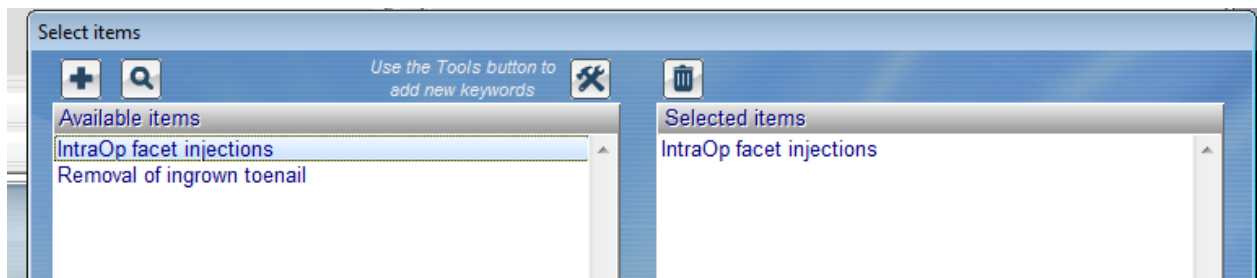 Select items
Use the Tools button to
add new keywords
Available items
IntraOp facet injections
Removal of ingrown toenail
Selected items
IntraOp facet injections